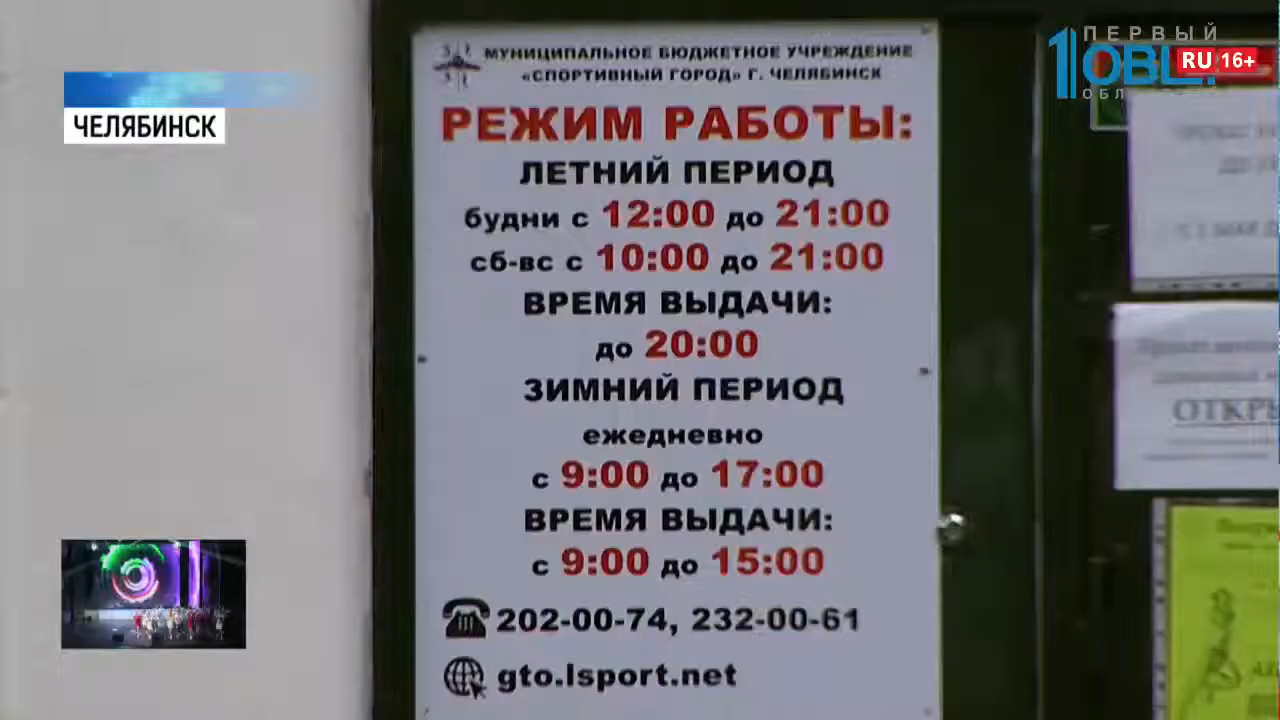 МУНИЦИПАЛЬНОЕ БЮДЖЕТНОЕ УЧРЕЖДЕНИЕ
«СПОРТИВНЫЙ ГОРОД» Г. ЧЕЛЯБИНСК
РЕЖИМ РАБОТЫ:
ЛЕТНИЙ ПЕРИОД
будни с 12:00 до 21:00
сб-вс с 10:00 до 21:00
ВРЕМЯ ВЫДАЧИ:
до 20:00
ЗИМНИЙ ПЕРИОД
ежедневно
с 9:00 до 17:00
ВРЕМЯ ВЫДАЧИ:
с 9:00 до 15:00
202-00-74, 232-00-61
gto.lsport.net
ЧЕЛЯБИНСК
ПЕРВЫЙ
1OBL
RU 16+
ОТКРЫ